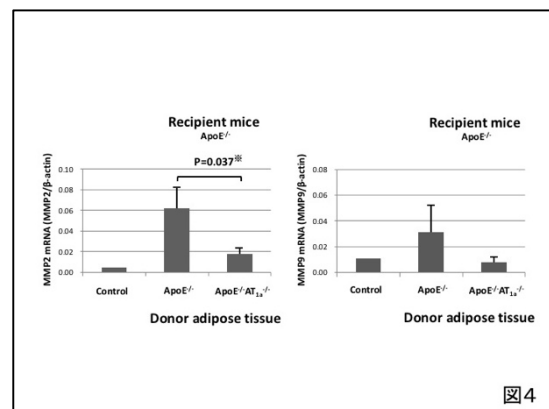 Recipient mice
ApoE-/-
P=0.037※
MMP2 mRNA (MMP2/β-actin)
0.10
0.08
0.06
0.04
0.02
0.00
Control ApoE-/- ApoE-/-AT1a-/-
Donor adipose tissue
Recipient mice
ApoE-/-
MMP9 mRNA (MMP9/β-actin)
0.08
0.06
0.04
0.02
0.00
Control ApoE-/- ApoE-/-AT1a-/-
Donor adipose tissue
図4